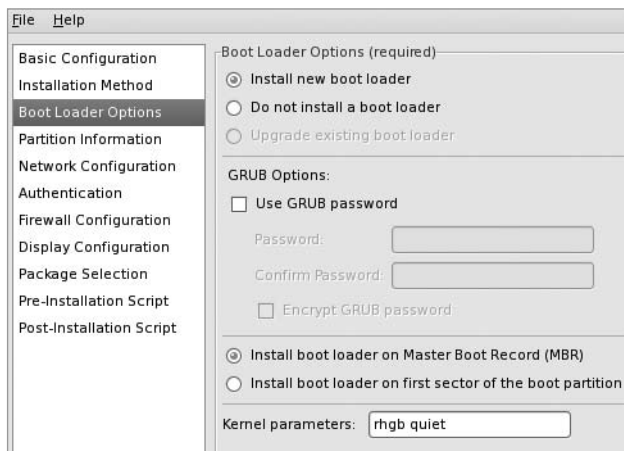 File Help
Basic Configuration
Installation Method
Boot Loader Options
Partition Information
Network Configuration
Authentication
Firewall Configuration
Display Configuration
Package Selection
Pre-Installation Script
Post-Installation Script
Boot Loader Options (required)
Install new boot loader
Do not install a boot loader
Upgrade existing boot loader
GRUB Options:
Use GRUB password
Password:
Confirm Password:
Encrypt GRUB password
Install boot loader on Master Boot Record (MBR)
Install boot loader on first sector of the boot partition
Kernel parameters: rhgb quiet